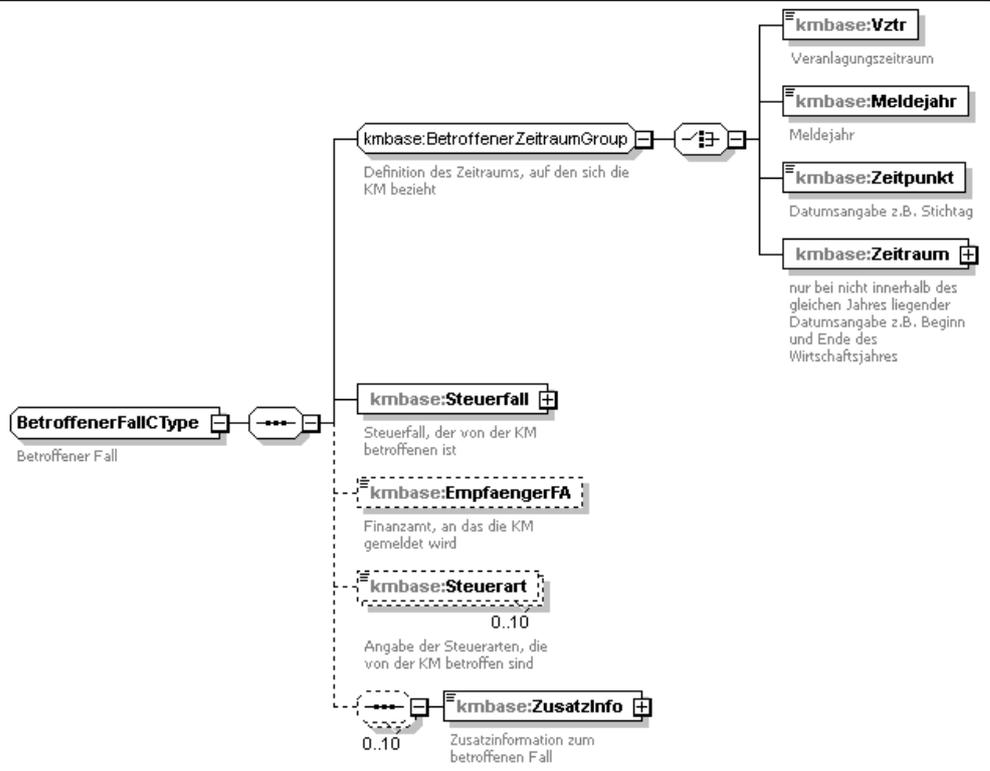 kmbase:Vztr
Veranlagungszeitraum
kmbase:Meldejahr
Meldejahr
kmbase:BetroffenerZeitraumGroup
Definition des Zeitraums, auf den sich die
KM bezieht
kmbase:Zeitpunkt
Datumsangabe z.B. Stichtag
kmbase:Zeitraum
nur bei nicht innerhalb des
gleichen Jahres liegender
Datumsangabe z.B. Beginn
und Ende des
Wirtschaftsjahres
BetroffenerFallCType
Betroffener Fall
kmbase:Steuerfall
Steuerfall, der von der KM
betroffenen ist
kmbase:EmpfaengerFA
Finanzamt, an das die KM
gemeldet wird
kmbase:Steuerart
0..10
Angabe der Steuerarten, die
von der KM betroffen sind
0..10
kmbase:ZusatzInfo
Zusatzinformation zum
betroffenen Fall